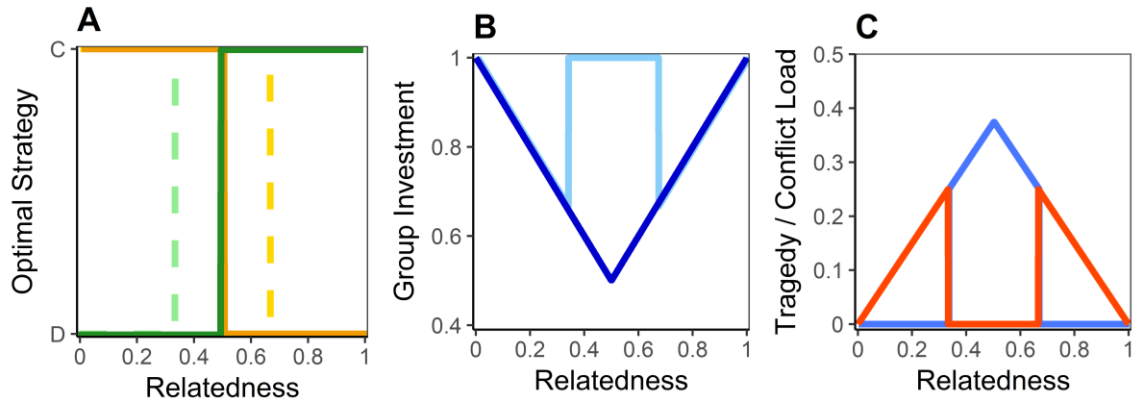 A
Optimal Strategy
C
D
0
0.2
0.4
0.6
0.8
1
Relatedness
B
Group Investment
1
0.8
0.6
0.4
0
0.2
0.4
0.6
0.8
1
Relatedness
C
Tragedy / Conflict Load
0.5
0.4
0.3
0.2
0.1
0
0
0.2
0.4
0.6
0.8
1
Relatedness